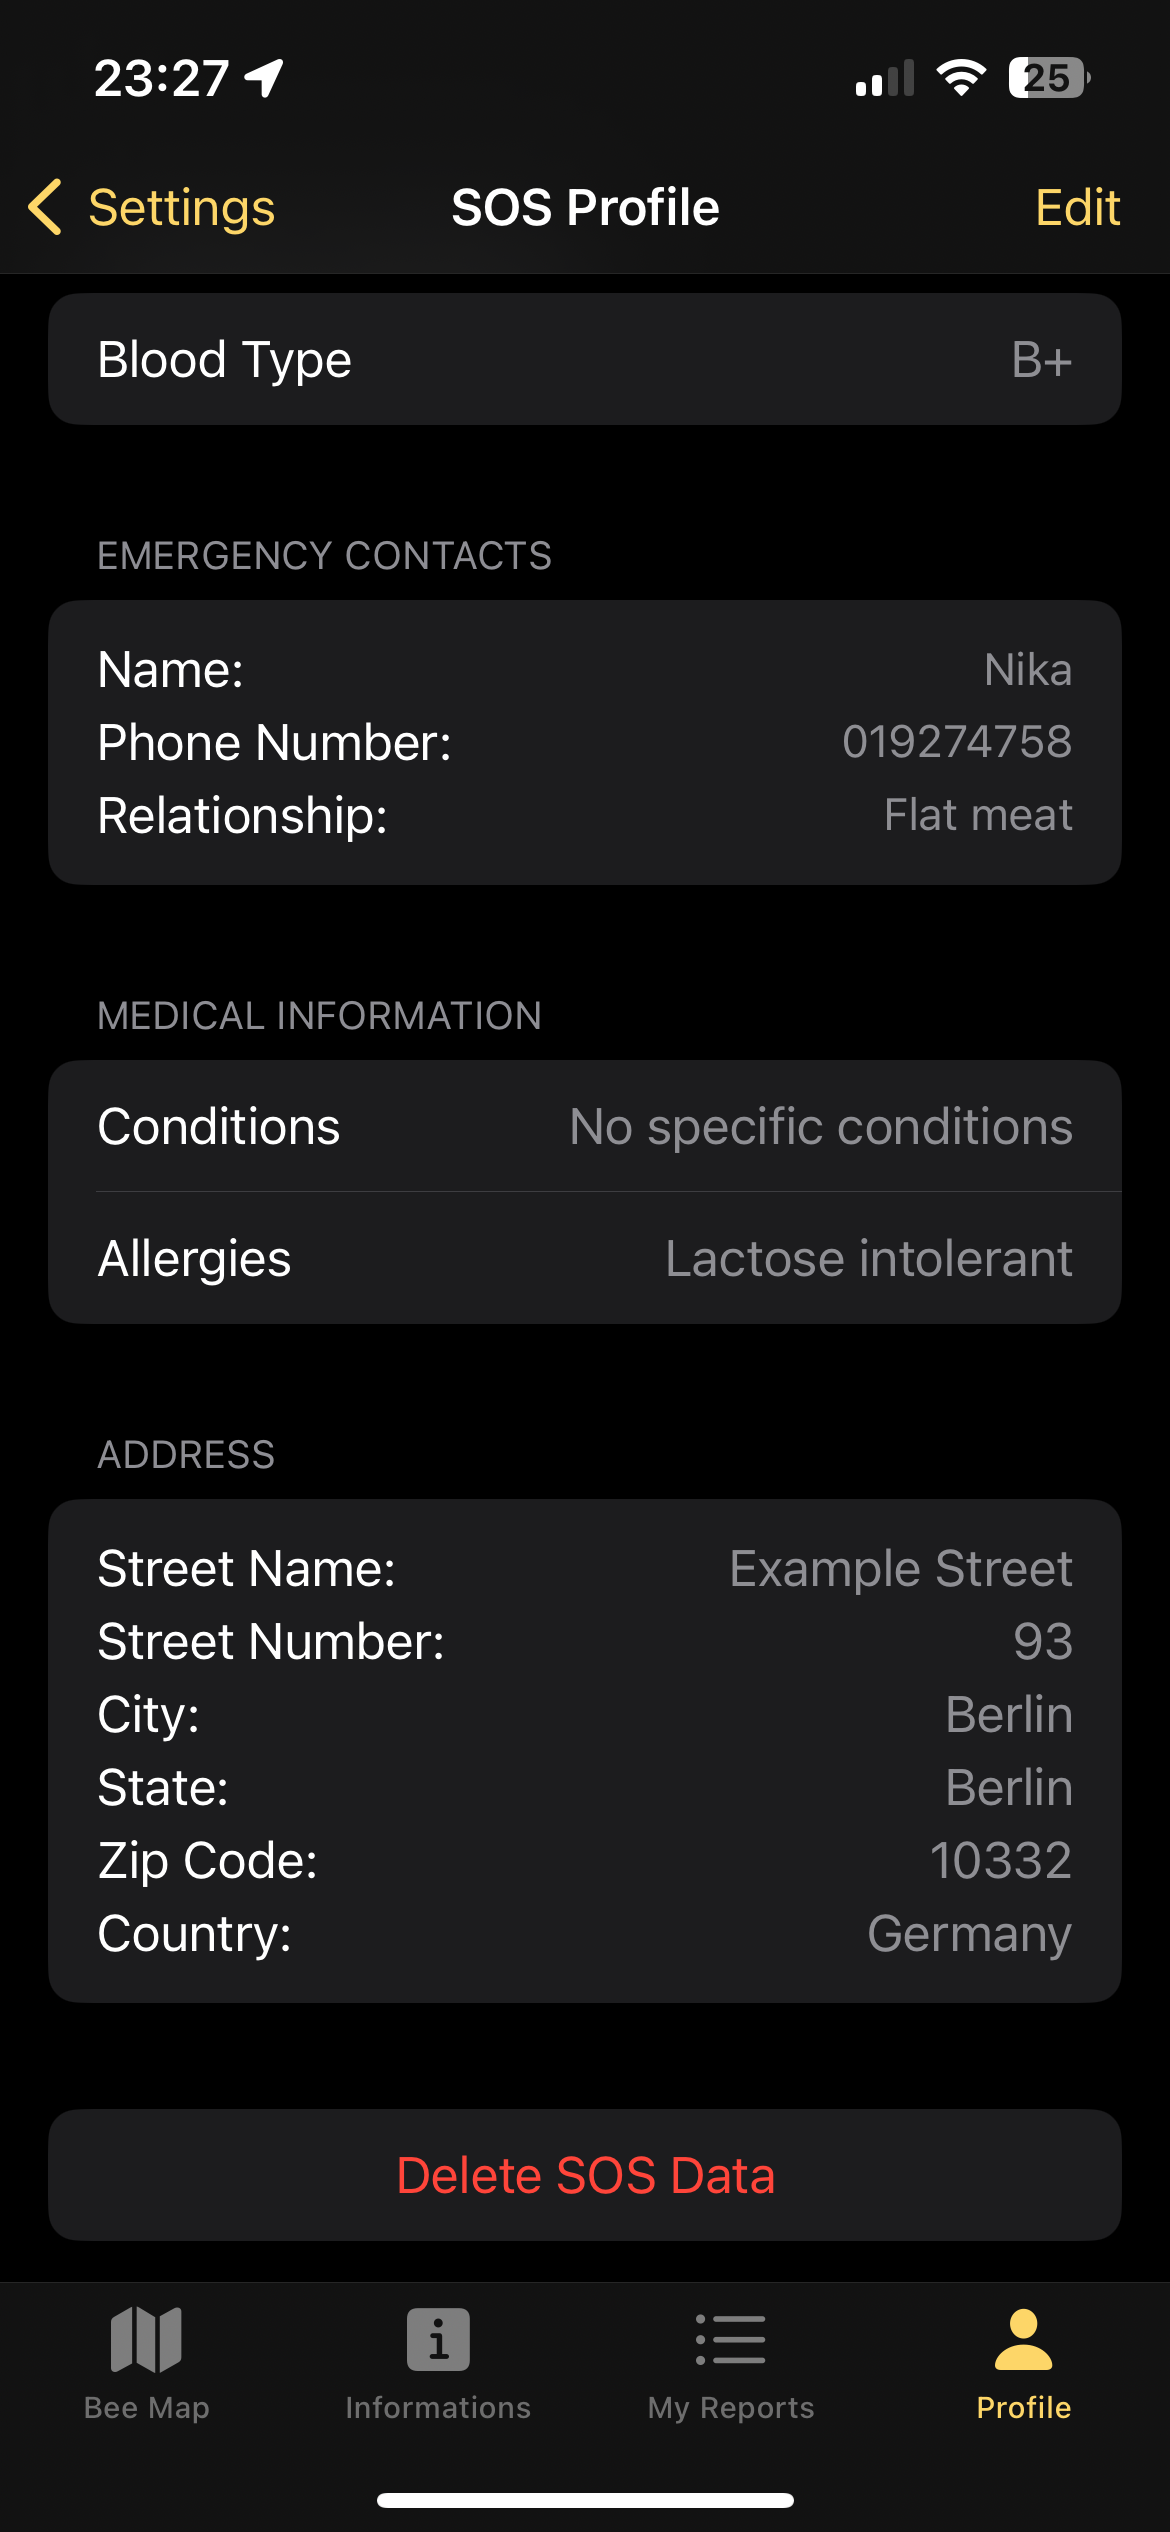 23:27
25
Settings
SOS Profile
Edit
Blood Type B+
EMERGENCY CONTACTS
Name: Nika
Phone Number: 019274758
Relationship: Flat meat
MEDICAL INFORMATION
Conditions No specific conditions
Allergies Lactose intolerant
ADDRESS
Street Name: Example Street
Street Number: 93
City: Berlin
State: Berlin
Zip Code: 10332
Country: Germany
Delete SOS Data
Bee Map
Informations
My Reports
Profile